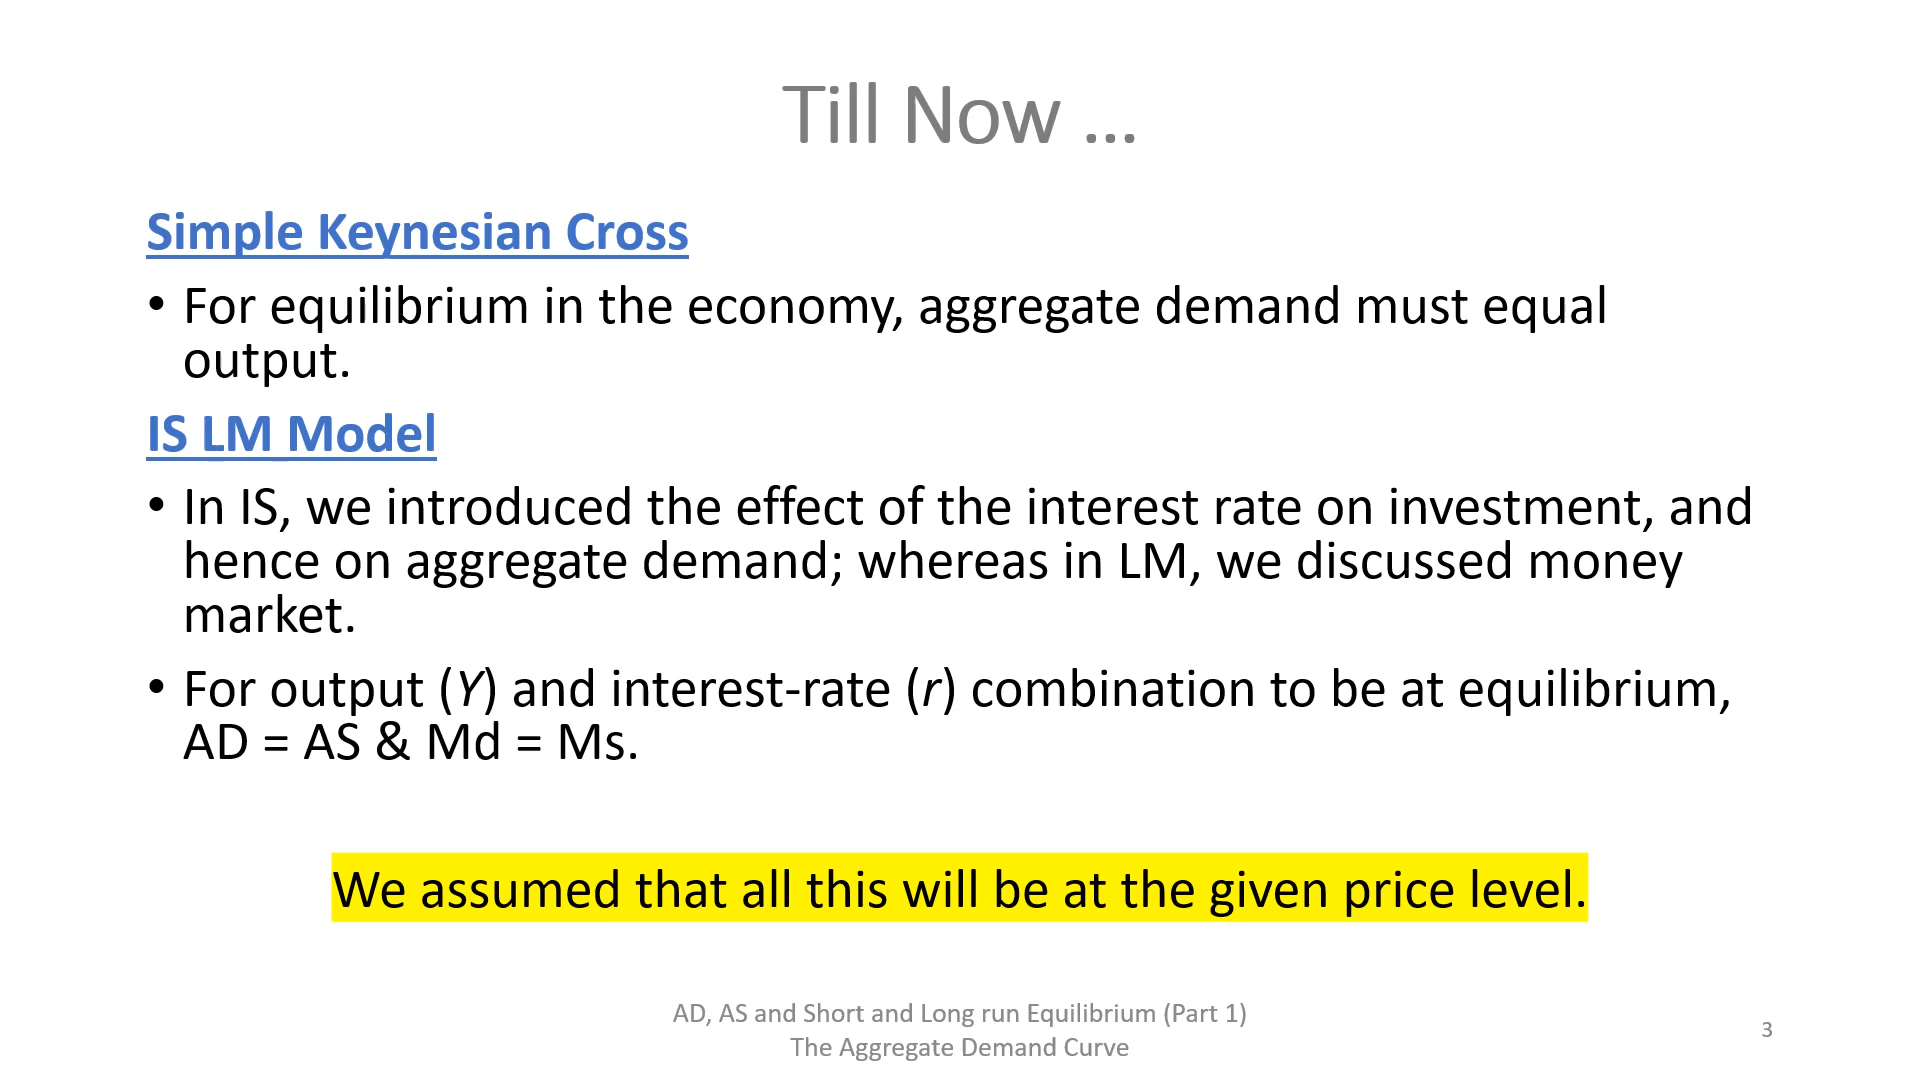 Till Now ...
Simple Keynesian Cross
• For equilibrium in the economy, aggregate demand must equal
output.
IS LM Model
• In IS, we introduced the effect of the interest rate on investment, and
hence on aggregate demand; whereas in LM, we discussed money
market.
• For output (Y) and interest-rate (r) combination to be at equilibrium,
AD = AS & Md = Ms.
We assumed that all this will be at the given price level.
AD, AS and Short and Long run Equilibrium (Part 1)
The Aggregate Demand Curve
3